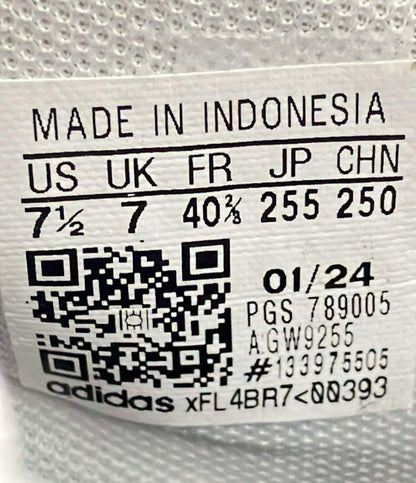 MADE IN INDONESIA
US UK FR JP CHN
7½ 7 40⅔ 255 250
01/24
PGS 789005
A:GW9255
#133975505
adidas xFL4BR7<00393